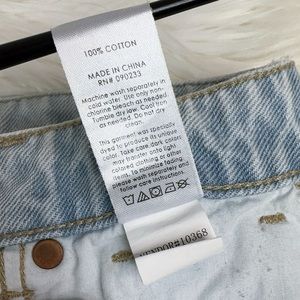 100% COTTON
MADE IN CHINA
RN# 090233
Machine wash separately in
cold water. Use only non-
chlorine bleach as needed.
Tumble dry low. Cool iron
as needed. Do not dry
clean.
This garment was specially
dyed to produce its unique
color. Take care, dark colors
may transfer onto light
colored clothing or other
items. To minimize fading,
please wash separately and
follow care instructions.
VENDOR#10368